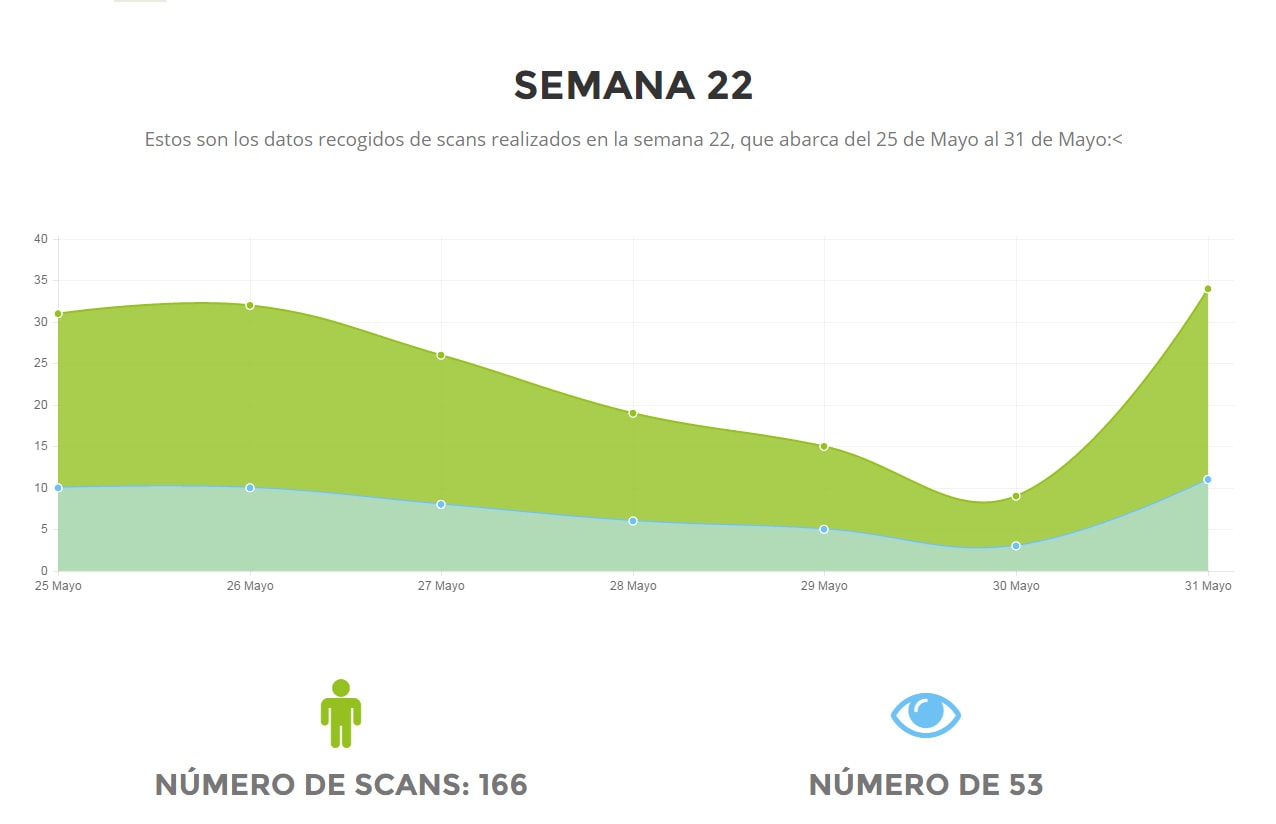 SEMANA 22
Estos son los datos recogidos de scans realizados en la semana 22, que abarca del 25 de Mayo al 31 de Mayo:<
40
35
30
25
20
15
10
5
0
25 Mayo 26 Mayo 27 Mayo 28 Mayo 29 Mayo 30 Mayo 31 Mayo
NÚMERO DE SCANS: 166
NÚMERO DE 53